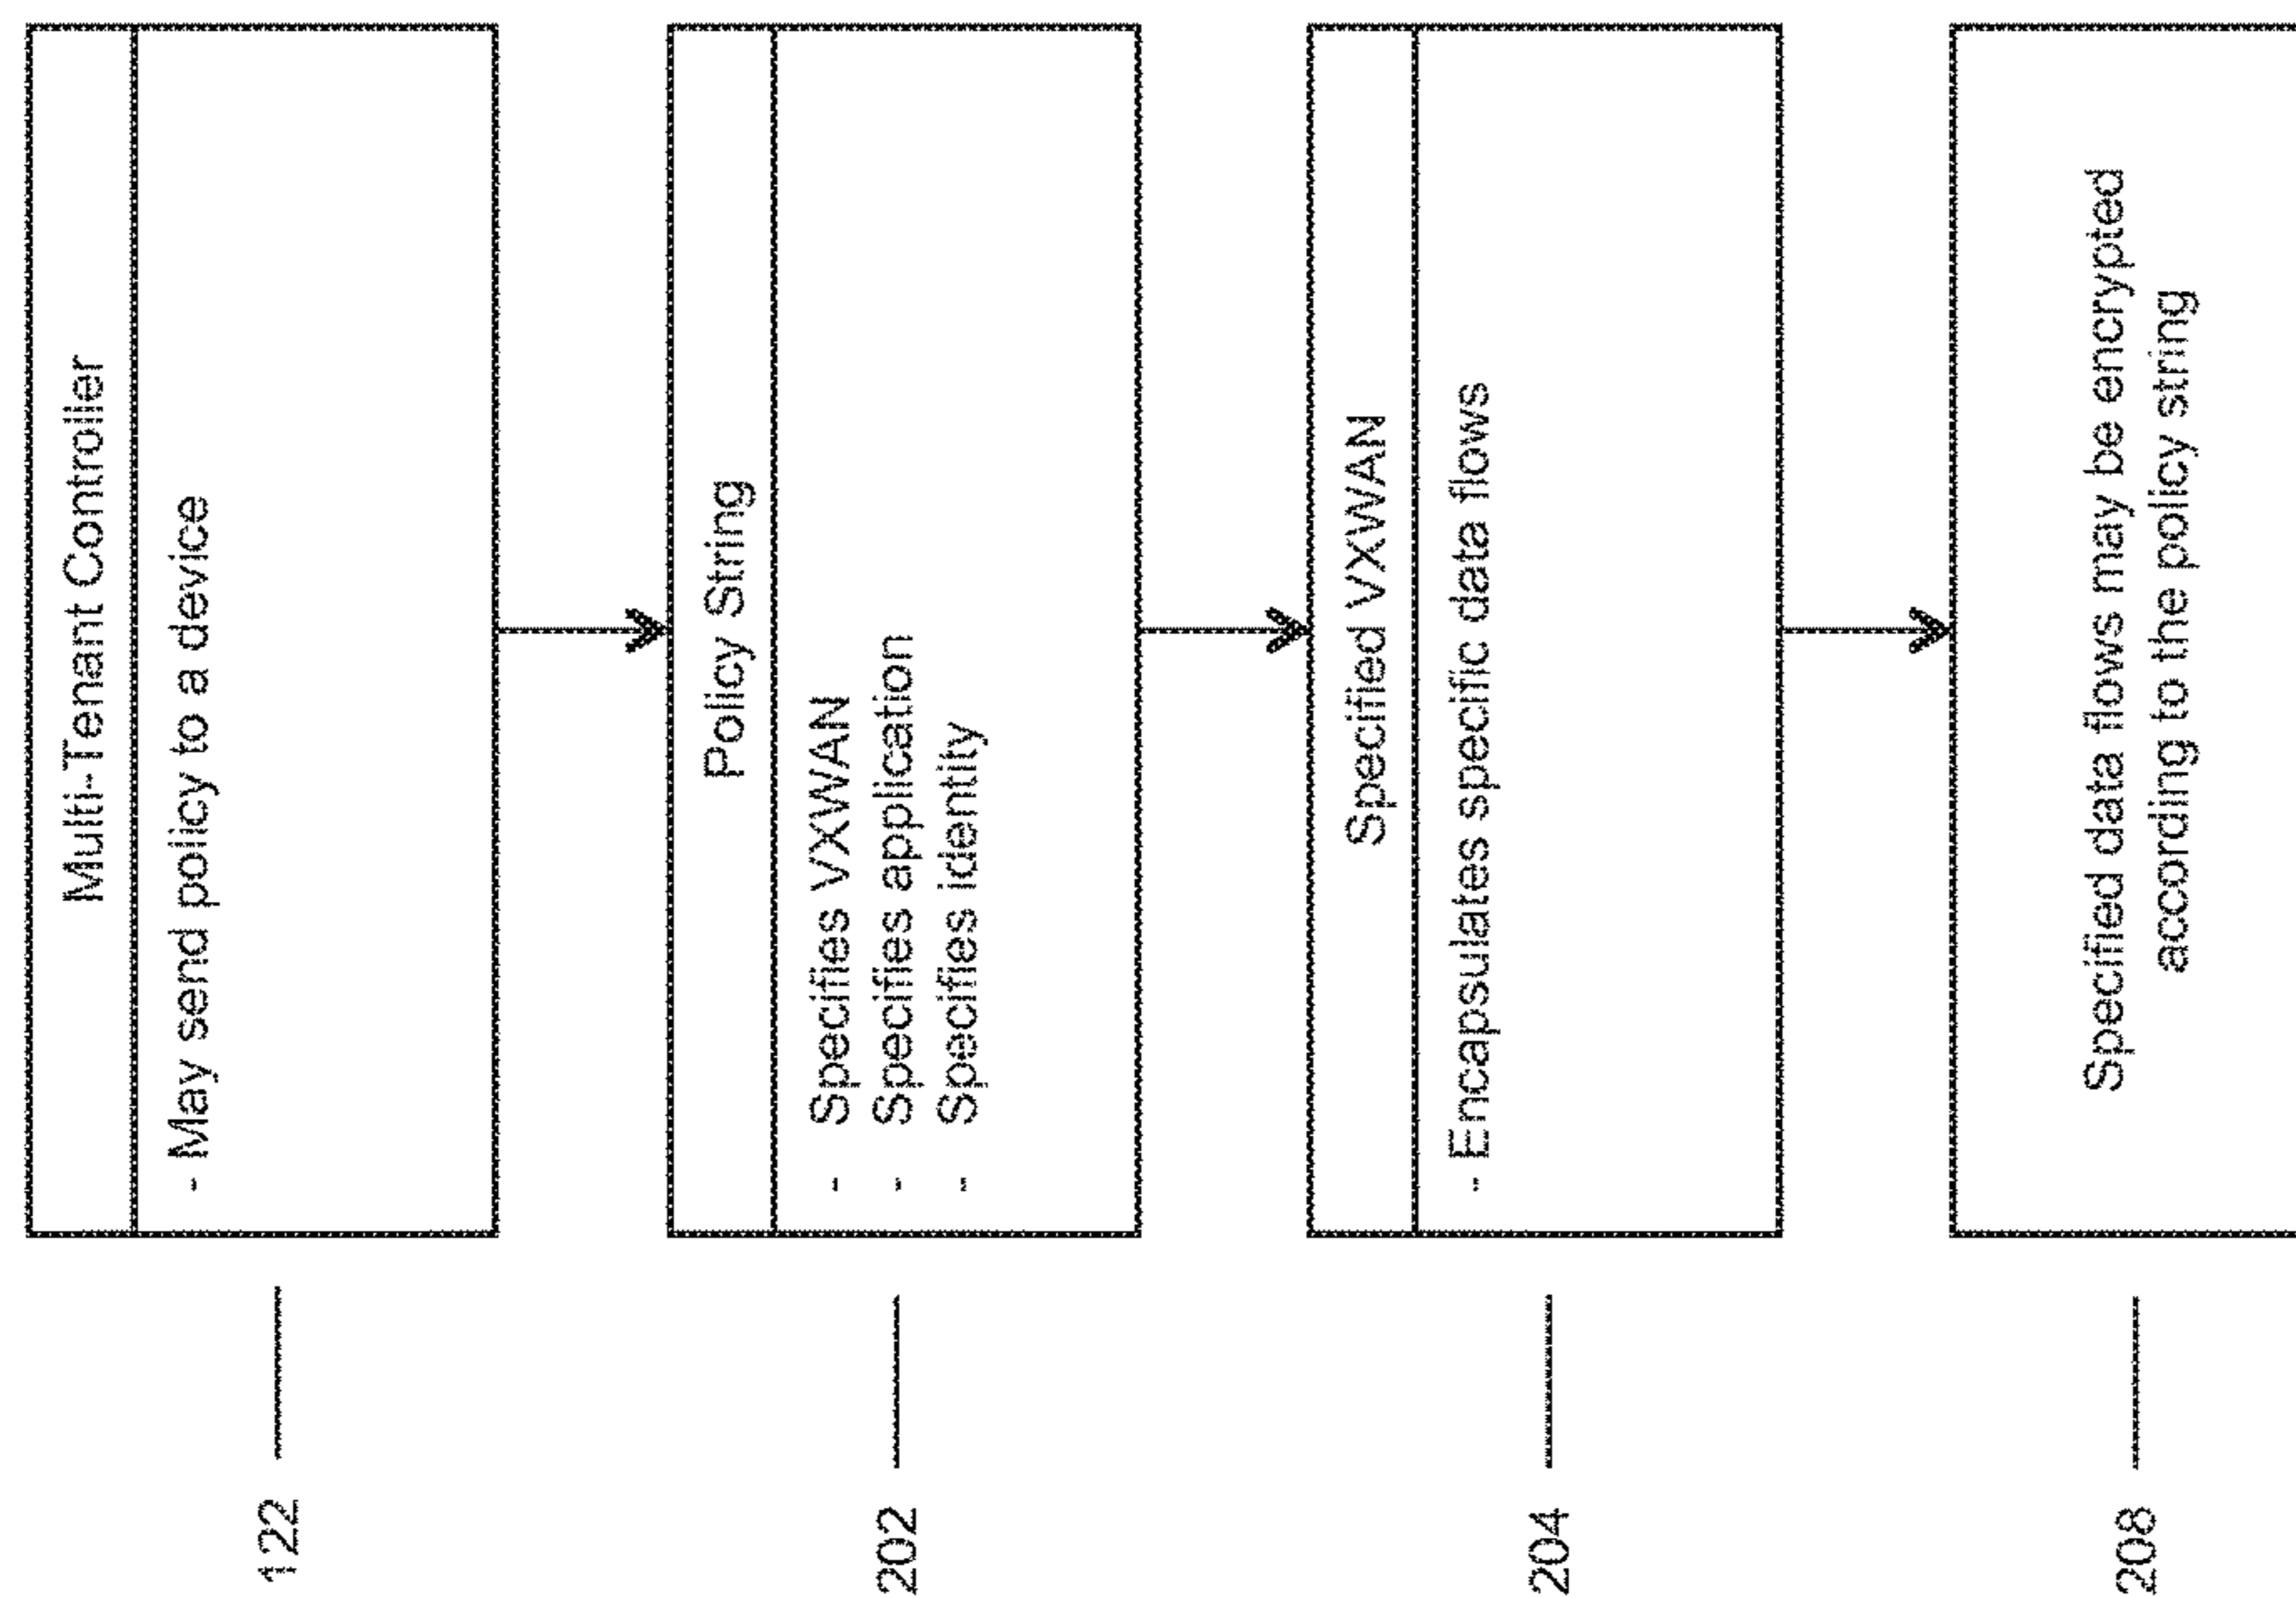 Multi-Tenant Controller
- May send policy to a device
122
Policy String
- Specifies VXWAN
- Specifies application
- Specifies identity
202
Specified VXWAN
- Encapsulates specific data flows
204
Specified data flows may be encrypted
according to the policy string
208